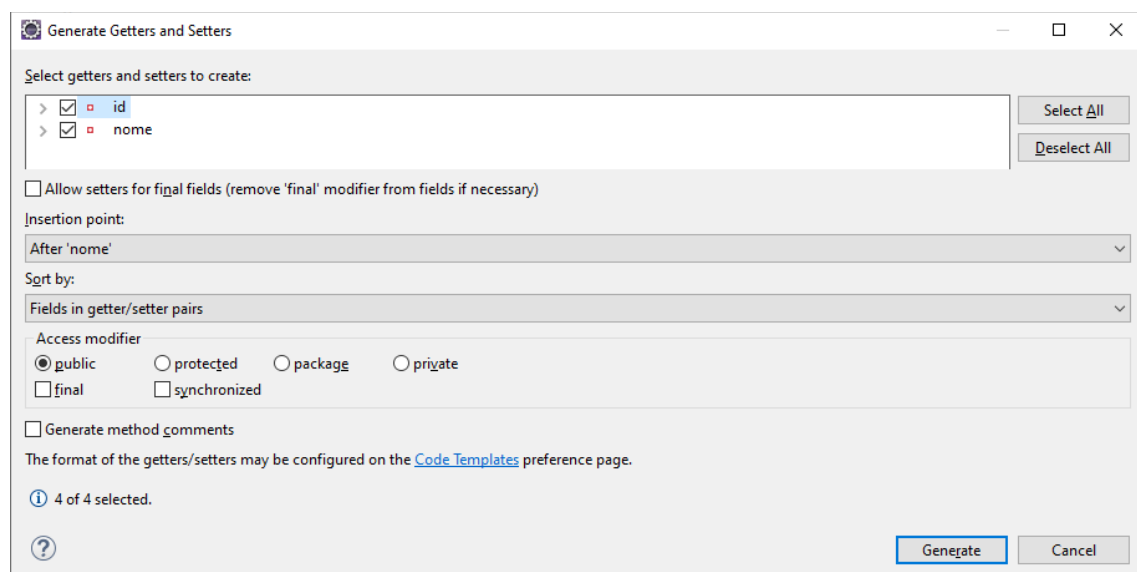 Generate Getters and Setters
Select getters and setters to create:
id
nome
Select All
Deselect All
Allow setters for final fields (remove 'final' modifier from fields if necessary)
Insertion point:
After 'nome'
Sort by:
Fields in getter/setter pairs
Access modifier
public protected package private
final synchronized
Generate method comments
The format of the getters/setters may be configured on the Code Templates preference page.
4 of 4 selected.
Generate Cancel